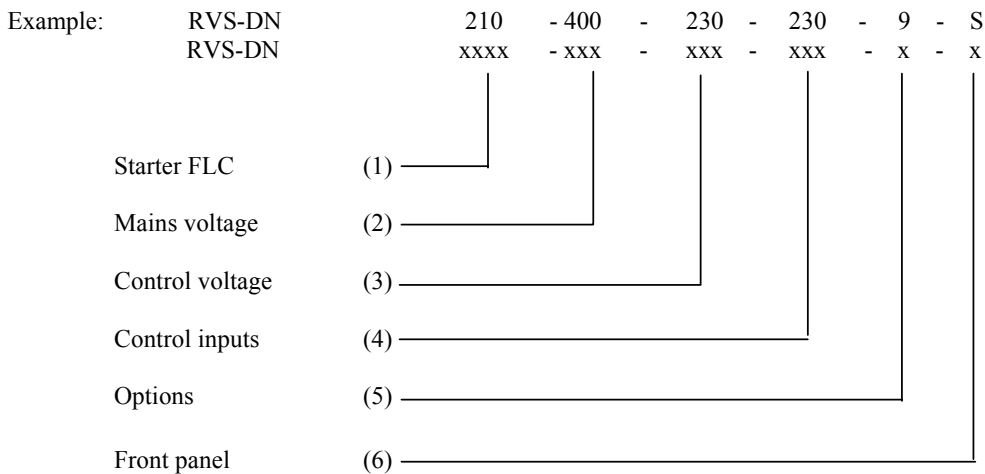 Example: RVS-DN 210 - 400 - 230 - 230 - 9 - S
RVS-DN xxxx - xxx - xxx - xxx - x - x
Starter FLC (1)
Mains voltage (2)
Control voltage (3)
Control inputs (4)
Options (5)
Front panel (6)